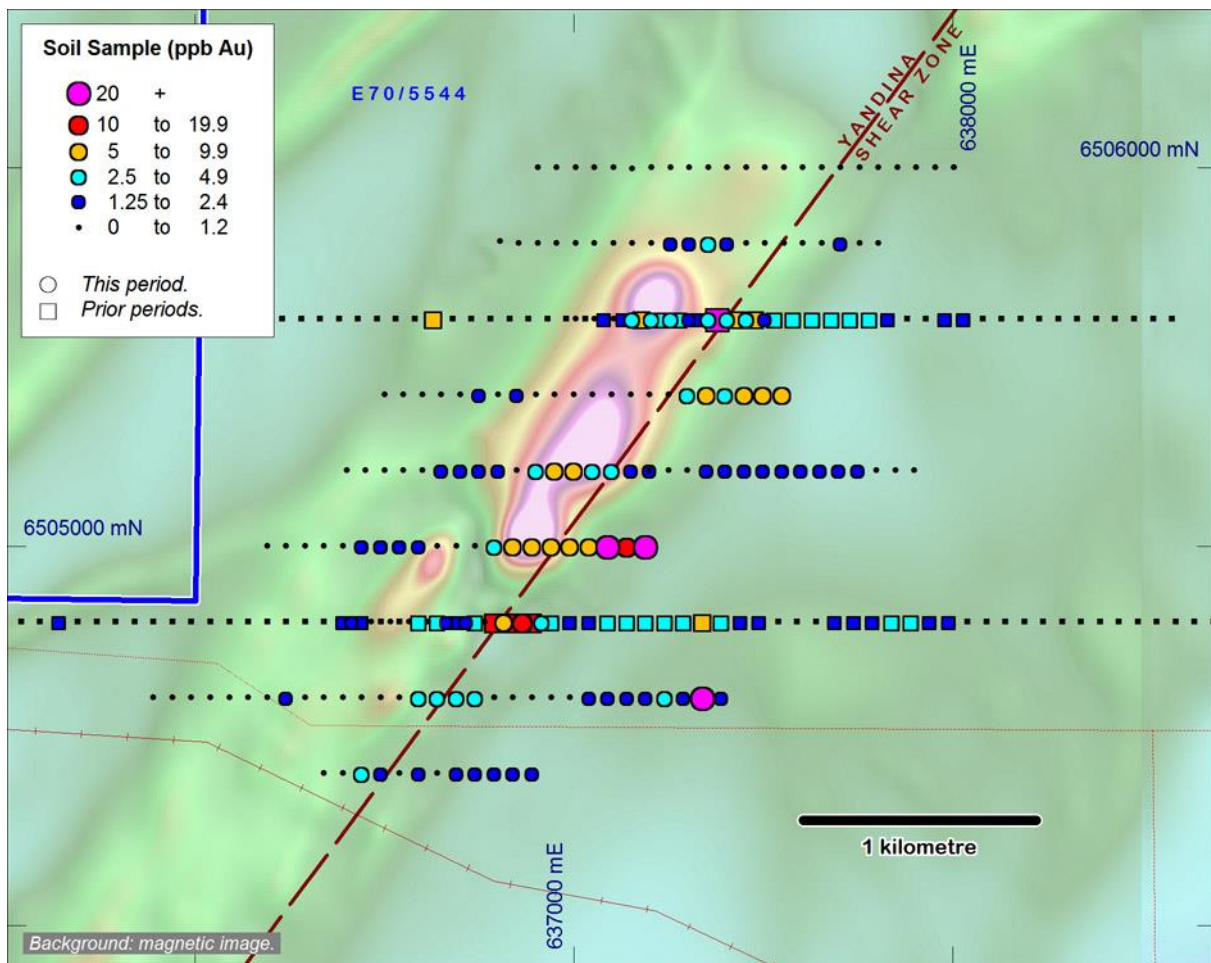 Soil Sample (ppb Au)
20 +
10 to 19.9
5 to 9.9
2.5 to 4.9
1.25 to 2.4
0 to 1.2
This period.
Prior periods.
E70/5544
YANDINA
SHEAR ZONE
638000 mE
6506000 mN
6505000 mN
1 kilometre
637000 mE
Background: magnetic image.